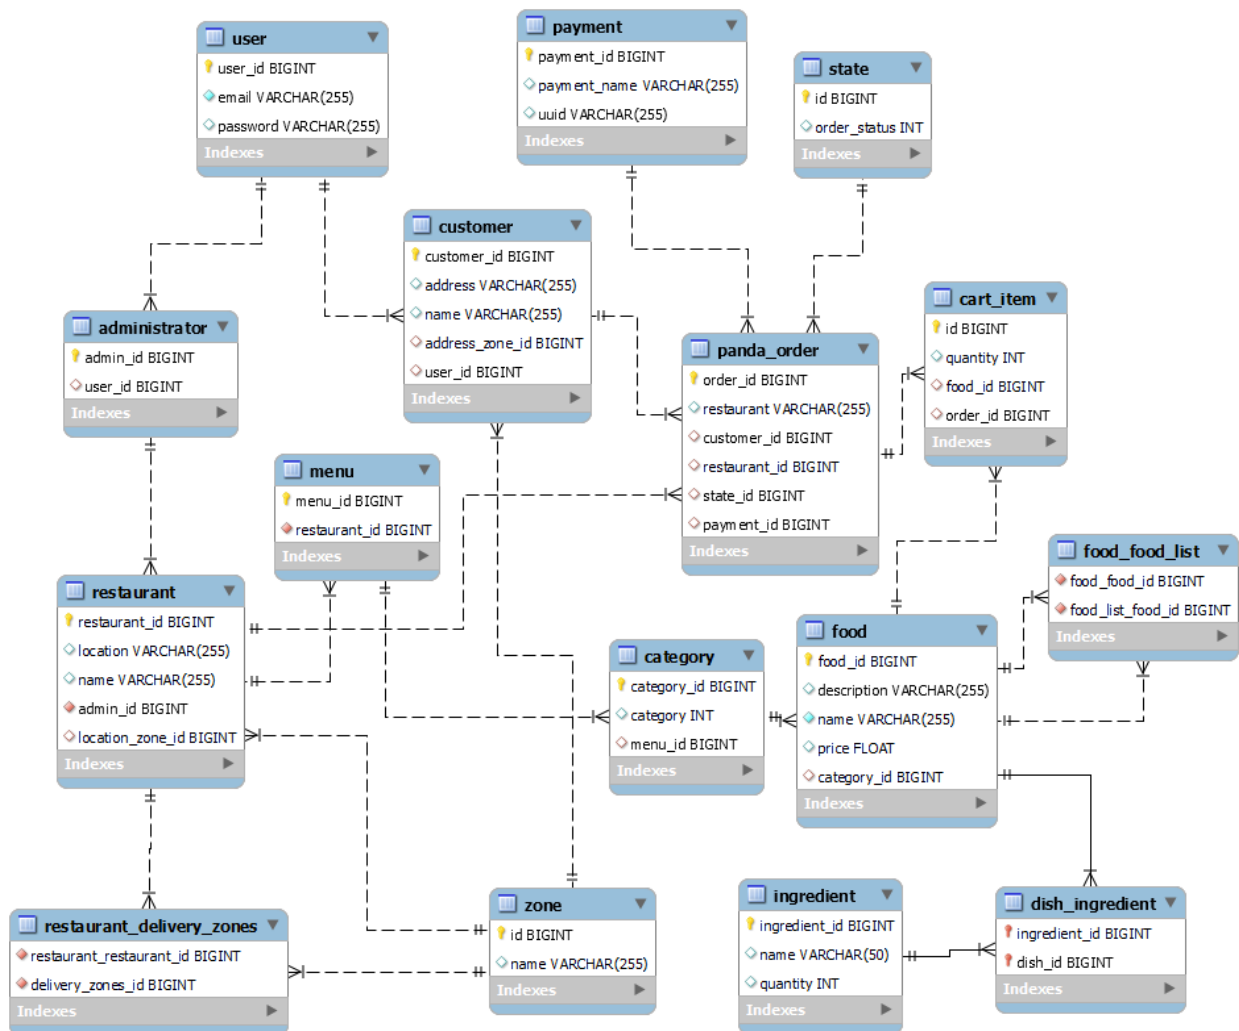 user
user_id BIGINT
email VARCHAR(255)
password VARCHAR(255)
Indexes
payment
payment_id BIGINT
payment_name VARCHAR(255)
uuid VARCHAR(255)
Indexes
state
id BIGINT
order_status INT
Indexes
customer
customer_id BIGINT
address VARCHAR(255)
name VARCHAR(255)
address_zone_id BIGINT
user_id BIGINT
Indexes
administrator
admin_id BIGINT
user_id BIGINT
Indexes
panda_order
order_id BIGINT
restaurant VARCHAR(255)
customer_id BIGINT
restaurant_id BIGINT
state_id BIGINT
payment_id BIGINT
Indexes
cart_item
id BIGINT
quantity INT
food_id BIGINT
order_id BIGINT
Indexes
menu
menu_id BIGINT
restaurant_id BIGINT
Indexes
restaurant
restaurant_id BIGINT
location VARCHAR(255)
name VARCHAR(255)
admin_id BIGINT
location_zone_id BIGINT
Indexes
category
category_id BIGINT
category INT
menu_id BIGINT
Indexes
food
food_id BIGINT
description VARCHAR(255)
name VARCHAR(255)
price FLOAT
category_id BIGINT
Indexes
food_food_list
food_food_id BIGINT
food_list_food_id BIGINT
Indexes
restaurant_delivery_zones
restaurant_restaurant_id BIGINT
delivery_zones_id BIGINT
Indexes
zone
id BIGINT
name VARCHAR(255)
Indexes
ingredient
ingredient_id BIGINT
name VARCHAR(50)
quantity INT
Indexes
dish_ingredient
ingredient_id BIGINT
dish_id BIGINT
Indexes